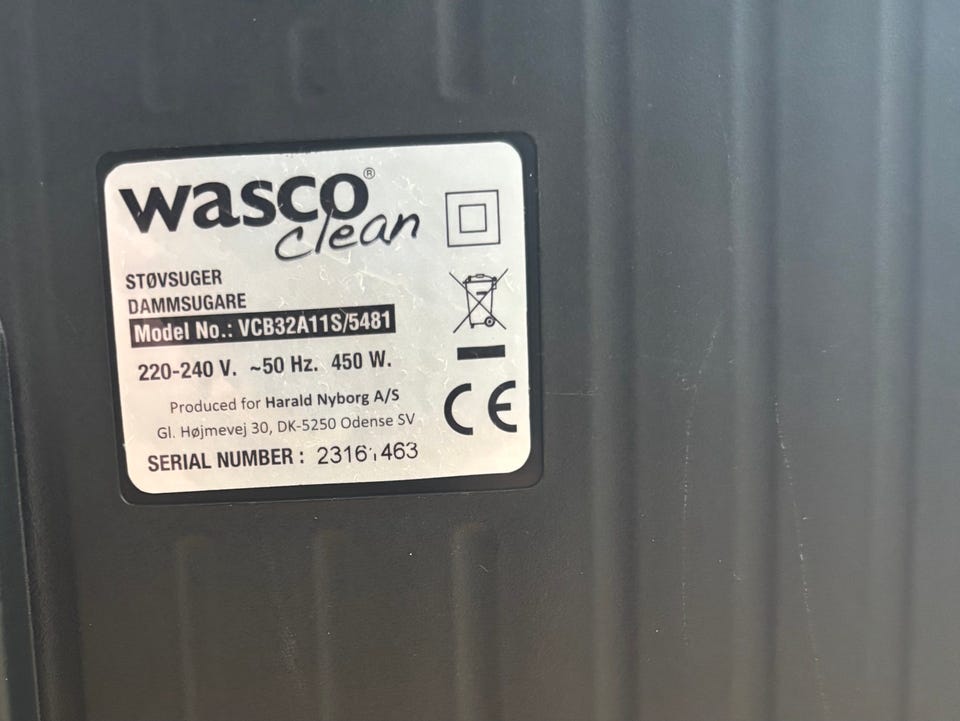 wasco®
clean
STØVSUGER
DAMMSUGARE
Model No.: VCB32A11S/5481
220-240 V. ~50 Hz. 450 W.
Produced for Harald Nyborg A/S
Gl. Højmevej 30, DK-5250 Odense SV
SERIAL NUMBER :
CE